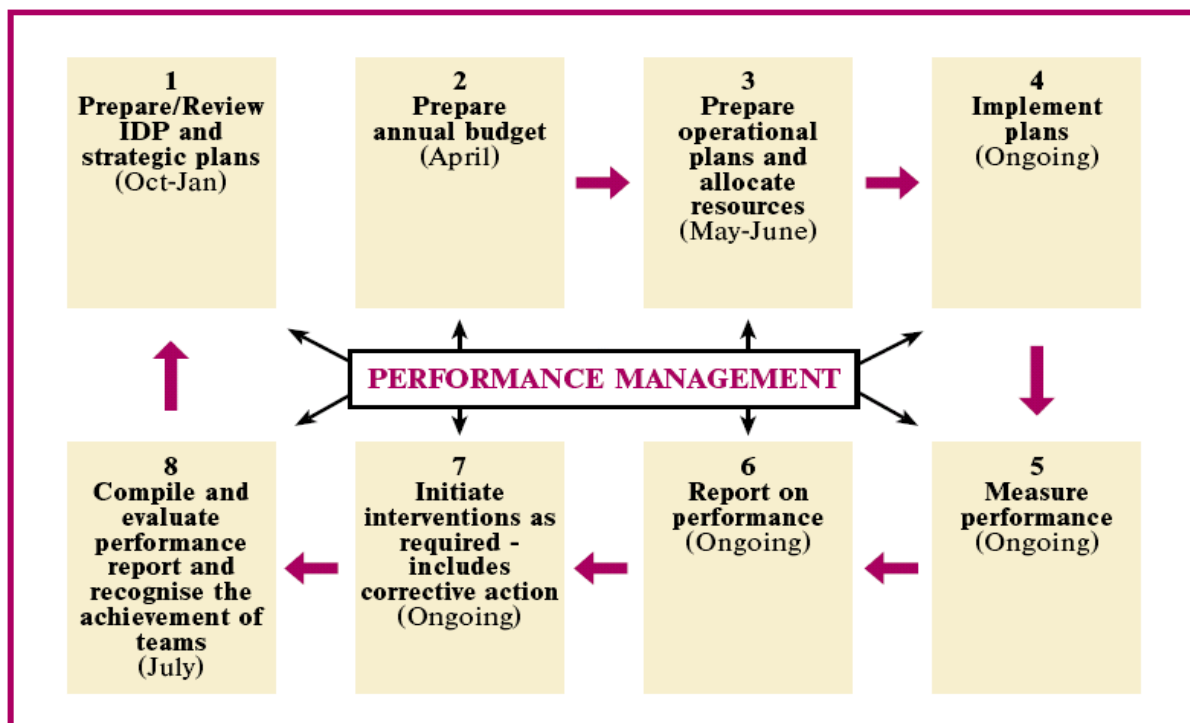 1
Prepare/Review
IDP and
strategic plans
(Oct-Jan)
2
Prepare
annual budget
(April)
3
Prepare
operational
plans and
allocate
resources
(May-June)
4
Implement
plans
(Ongoing)
PERFORMANCE MANAGEMENT
8
Compile and
evaluate
performance
report and
recognise the
achievement of
teams
(July)
7
Initiate
interventions as
required -
includes
corrective action
(Ongoing)
6
Report on
performance
(Ongoing)
5
Measure
performance
(Ongoing)